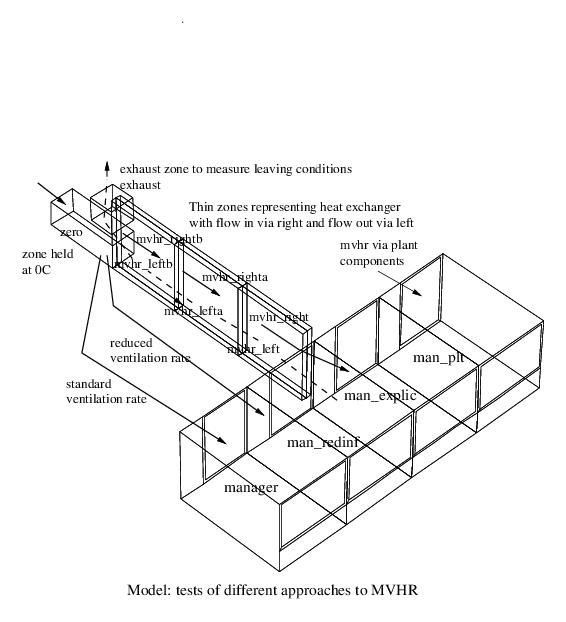 exhaust zone to measure leaving conditions
exhaust
Thin zones representing heat exchanger
with flow in via right and flow out via left
zero
mvhr_rightb
mvhr via plant
components
zone held
at 0C
mvhr_leftb
mvhr_righta
mvhr_lefta
mvhr_right
reduced
ventilation rate
mvhr_left
man_plt
standard
ventilation rate
man_explic
man_redinf
manager
Model: tests of different approaches to MVHR